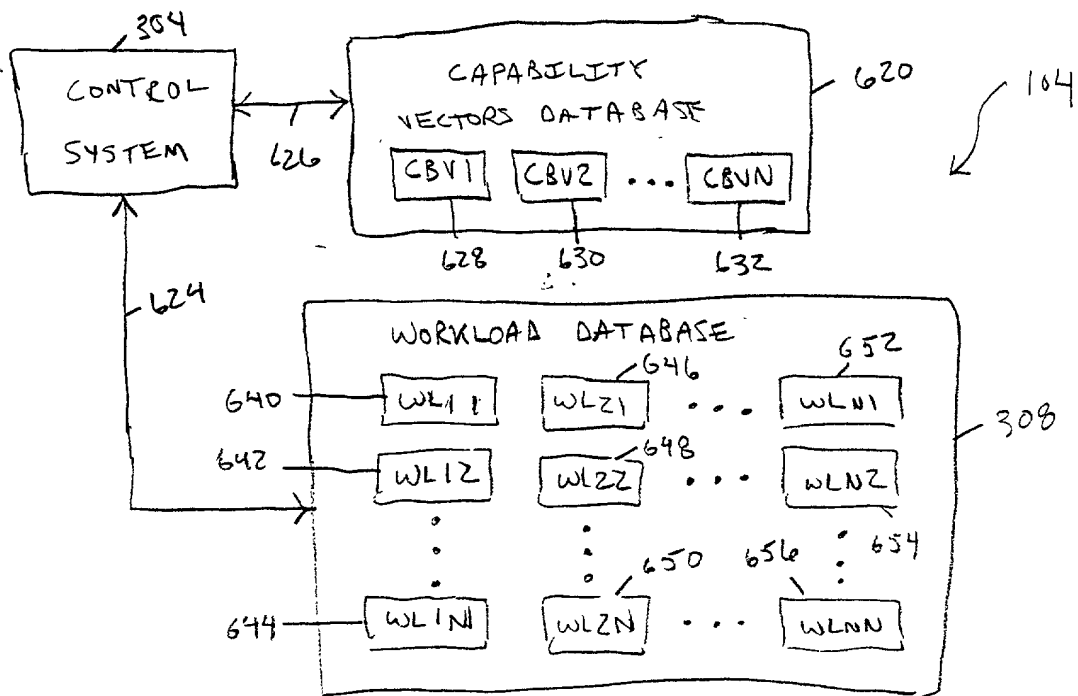 304
CONTROL
SYSTEM
626
CAPABILITY
VECTORS DATABASE
CBV1 CBV2 ... CBVN
620
104
628 630 632
624
WORKLOAD DATABASE
640 WL11 646 WL21 ... 652 WLN1
308
642 WL12 648 WL22 ... WLN2
654
644 WL1N 650 WL2N ... 656 WLNN